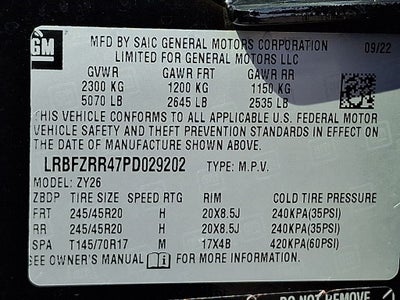 GM
MFD BY SAIC GENERAL MOTORS CORPORATION 09/22
LIMITED FOR GENERAL MOTORS LLC
GVWR GAWR FRT GAWR RR
2300 KG 1200 KG 1150 KG
5070 LB 2645 LB 2535 LB
THIS VEHICLE CONFORMS TO ALL APPLICABLE U.S. FEDERAL MOTOR
VEHICLE SAFETY AND THEFT PREVENTION STANDARDS IN EFFECT ON
THE DATE OF MANUFACTURE SHOWN ABOVE.
LRBFZRR47PD029202 TYPE: M.P.V.
MODEL: ZY26
ZBDP TIRE SIZE SPEED RTG RIM COLD TIRE PRESSURE
FRT 245/45R20 H 20X8.5J 240KPA(35PSI)
RR 245/45R20 H 20X8.5J 240KPA(35PSI)
SPA T145/70R17 M 17X4B 420KPA(60PSI)
SEE OWNER'S MANUAL i FOR MORE INFORMATION.
DO NOT REMOVE